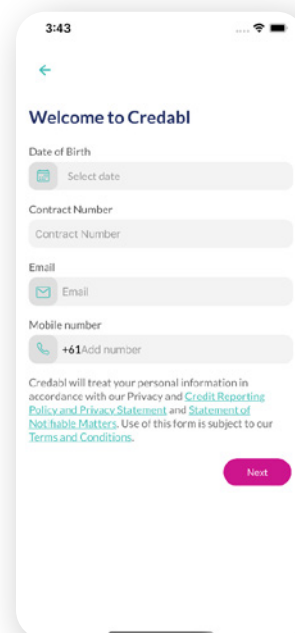 3:43
Welcome to Credabl
Date of Birth
Select date
Contract Number
Contract Number
Email
Email
Mobile number
+61Add number
Credabl will treat your personal information in
accordance with our Privacy and Credit Reporting
Policy and Privacy Statement and Statement of
Notifiable Matters. Use of this form is subject to our
Terms and Conditions.
Next